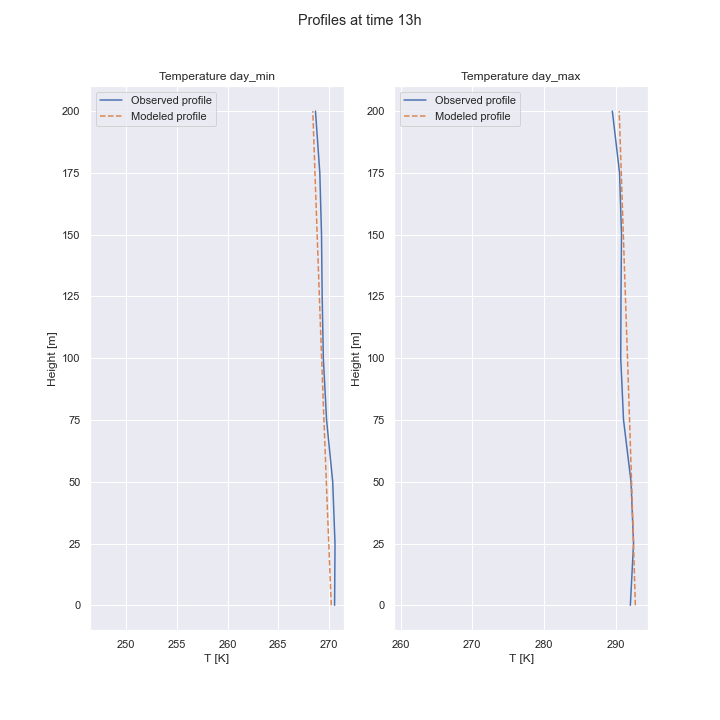 Profiles at time 13h
Temperature day_min
Observed profile
Modeled profile
200
175
150
125
100
75
50
25
0
Height [m]
250
255
260
265
270
T [K]
Temperature day_max
Observed profile
Modeled profile
200
175
150
125
100
75
50
25
0
Height [m]
260
270
280
290
T [K]